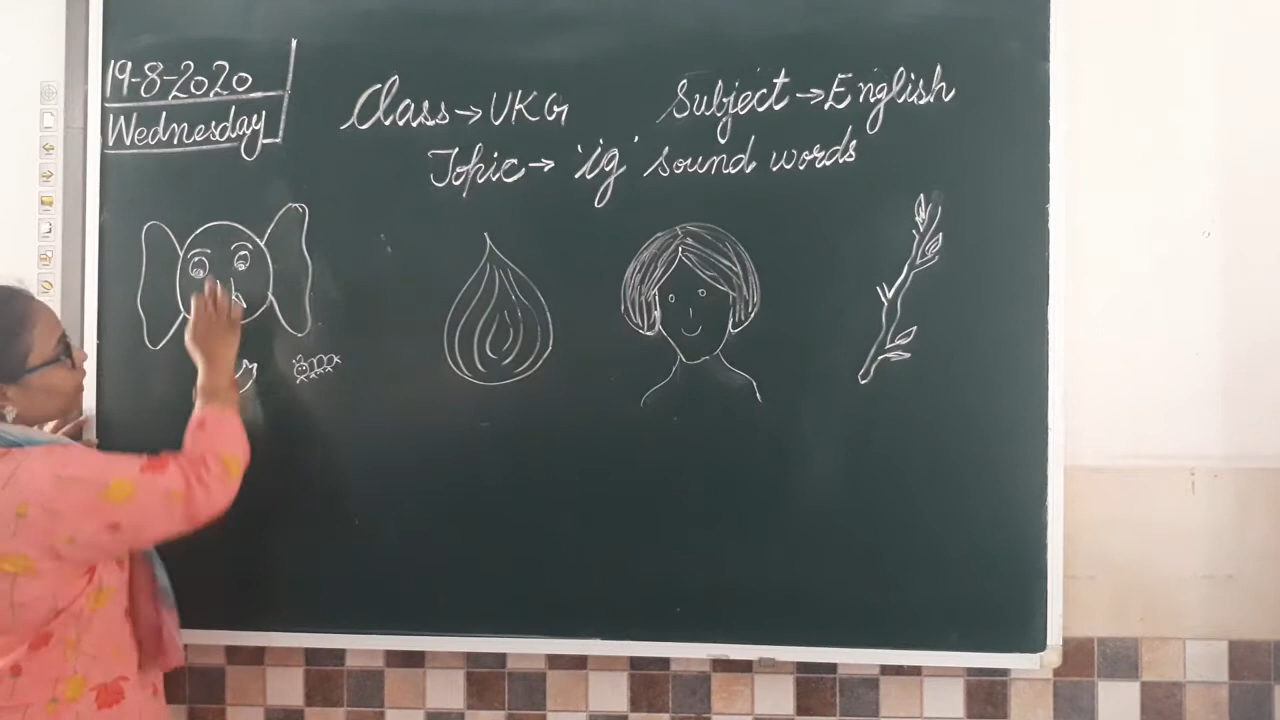 19-8-2020
Wednesday
Class→UKG
Subject→English
Topic→ 'ig' sound words